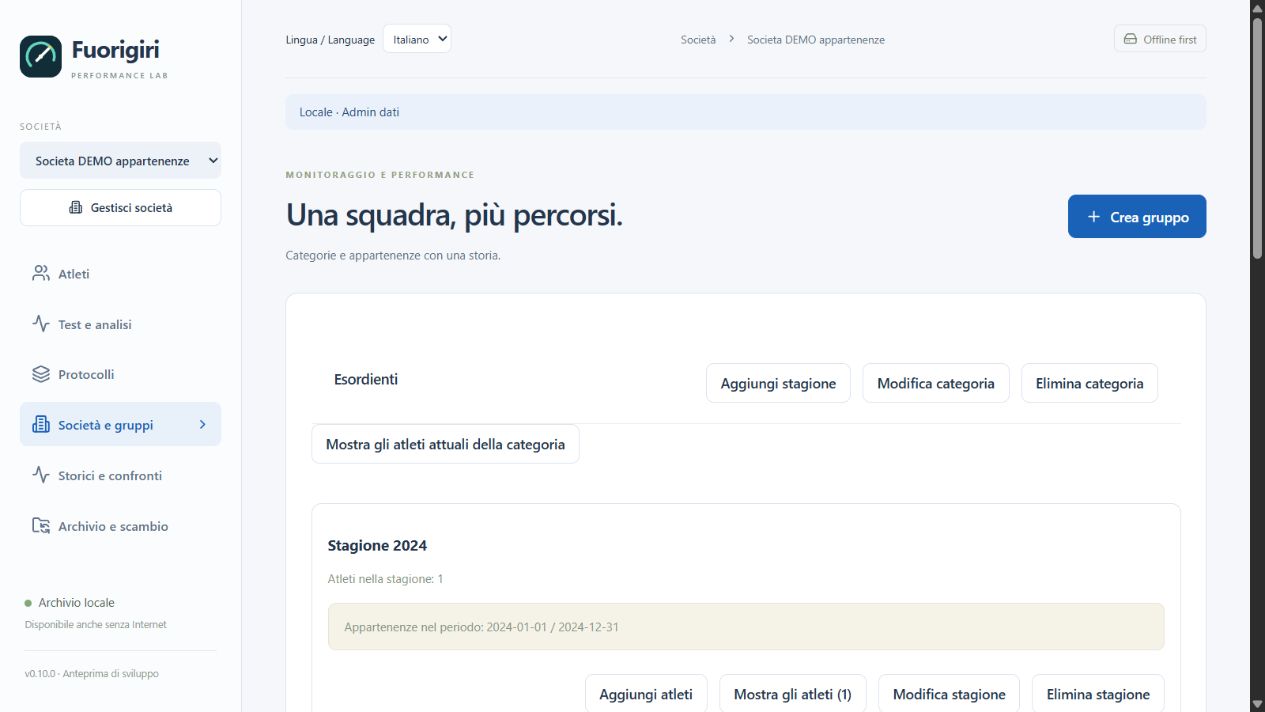 Fuorigiri
PERFORMANCE LAB
SOCIETÀ
Societa DEMO appartenenze
Gestisci società
Atleti
Test e analisi
Protocolli
Società e gruppi
Storici e confronti
Archivio e scambio
Archivio locale
Disponibile anche senza Internet
v0.10.0 · Anteprima di sviluppo
Lingua / Language Italiano
Società > Societa DEMO appartenenze
Offline first
Locale · Admin dati
MONITORAGGIO E PERFORMANCE
Una squadra, più percorsi.
Categorie e appartenenze con una storia.
+ Crea gruppo
Esordienti
Aggiungi stagione Modifica categoria Elimina categoria
Mostra gli atleti attuali della categoria
Stagione 2024
Atleti nella stagione: 1
Appartenenze nel periodo: 2024-01-01 / 2024-12-31
Aggiungi atleti Mostra gli atleti (1) Modifica stagione Elimina stagione